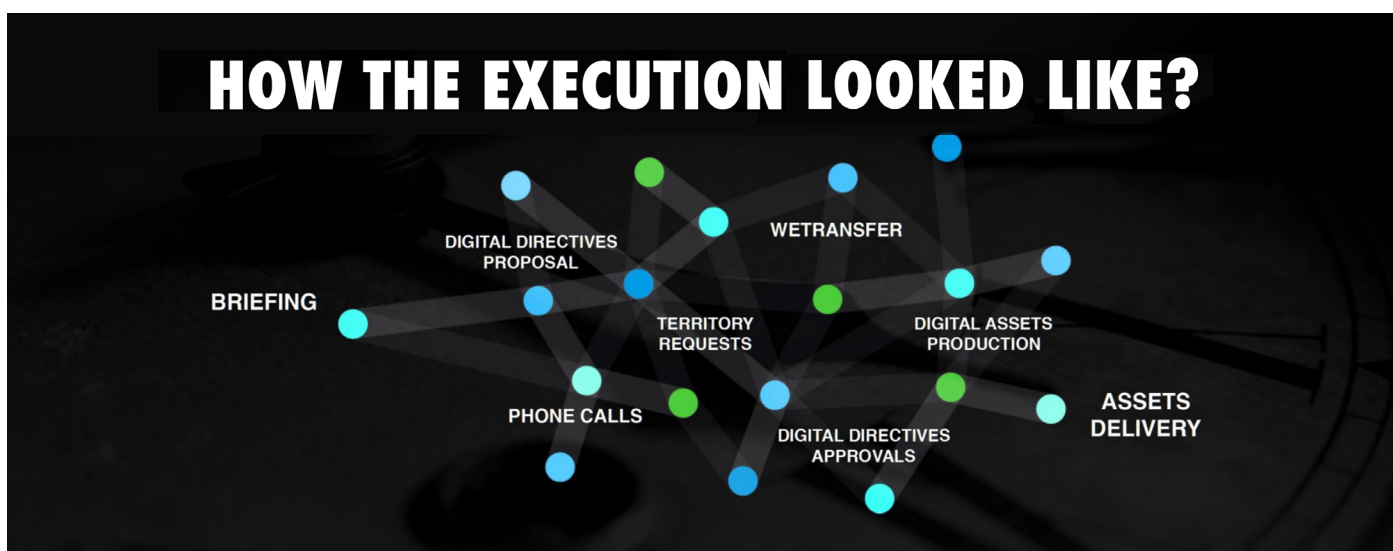 HOW THE EXECUTION LOOKED LIKE?
WETRANSFER
DIGITAL DIRECTIVES
PROPOSAL
BRIEFING
TERRITORY
REQUESTS
DIGITAL ASSETS
PRODUCTION
PHONE CALLS
ASSETS
DELIVERY
DIGITAL DIRECTIVES
APPROVALS